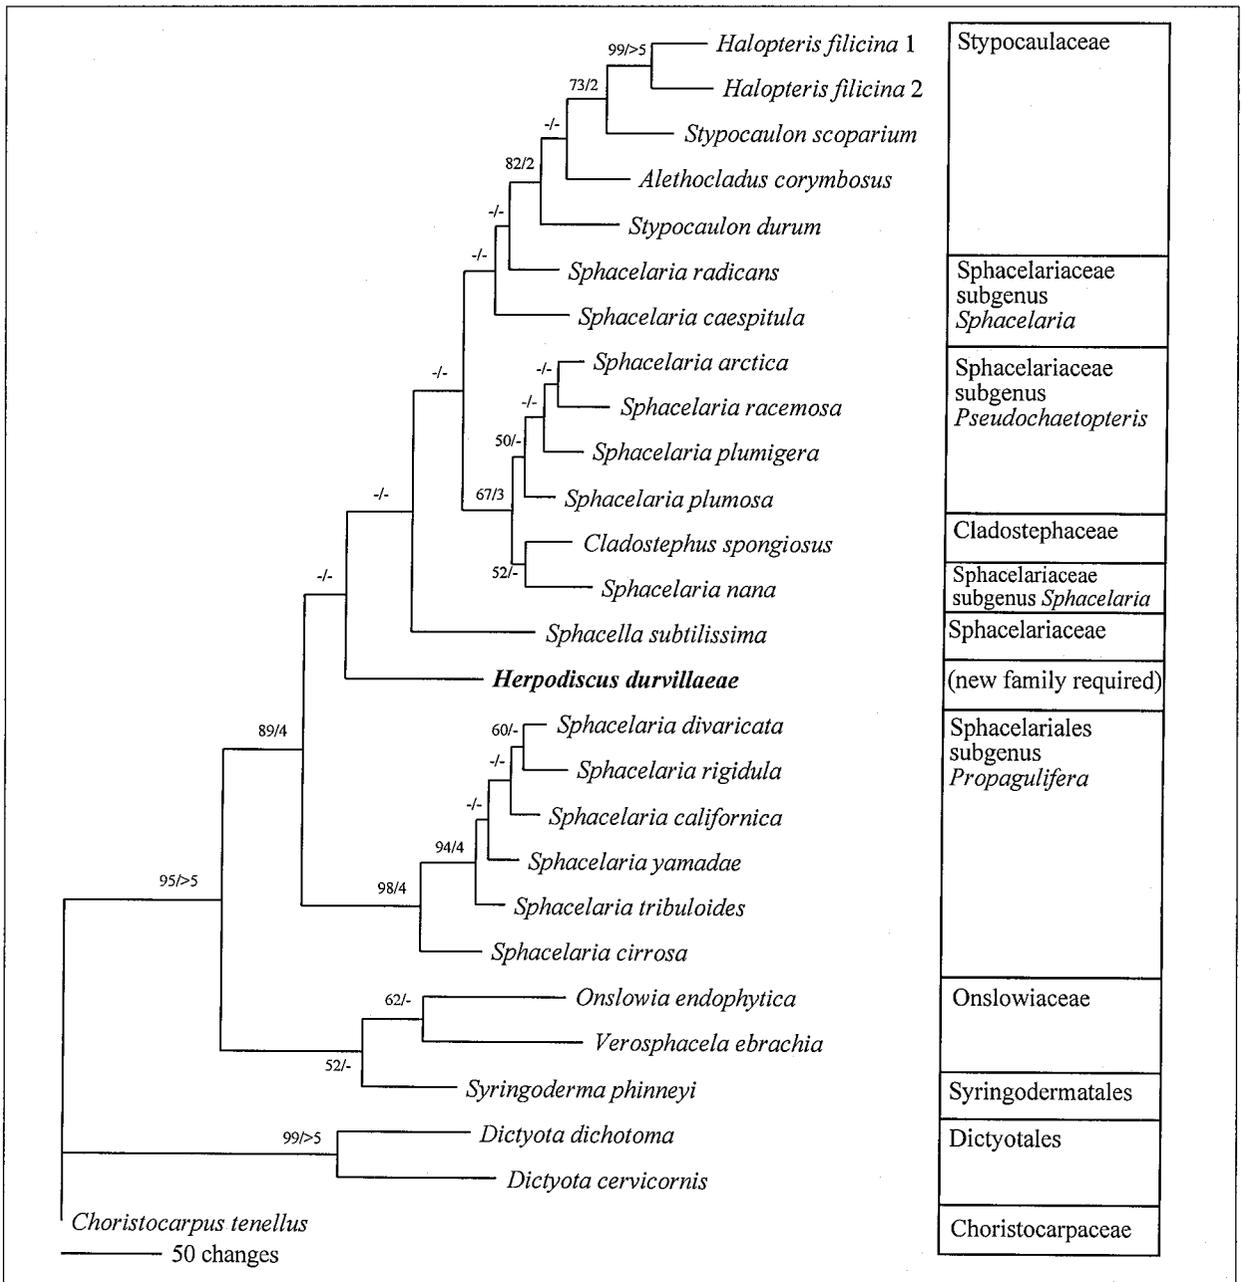 99/>5
Halopteris filicina 1
Stypocaulaceae
73/2
Halopteris filicina 2
-/-
Stypocaulon scoparium
82/2
Alethocladus corymbosus
-/-
Stypocaulon durum
-/-
Sphacelaria radicans
Sphacelariaceae
subgenus
Sphacelaria
Sphacelaria caespitula
-/-
-/-
Sphacelaria arctica
Sphacelariaceae
subgenus
Pseudochaetopteris
-/-
Sphacelaria racemosa
50/-
Sphacelaria plumigera
67/3
Sphacelaria plumosa
-/-
Cladostephus spongiosus
Cladostephaceae
52/-
Sphacelaria nana
Sphacelariaceae
subgenus Sphacelaria
-/-
Sphacella subtilissima
Sphacelariaceae
Herpodiscus durvillaeae
(new family required)
89/4
60/-
Sphacelaria divaricata
Sphacelariales
subgenus
Propagulifera
-/-
Sphacelaria rigidula
-/-
Sphacelaria californica
94/4
Sphacelaria yamadae
98/4
Sphacelaria tribuloides
95/>5
Sphacelaria cirrosa
62/-
Onslowia endophytica
Onslowiaceae
Verosphacela ebrachia
52/-
Syringoderma phinneyi
Syringodermatales
99/>5
Dictyota dichotoma
Dictyotales
Dictyota cervicornis
Choristocarpus tenellus
Choristocarpaceae
50 changes